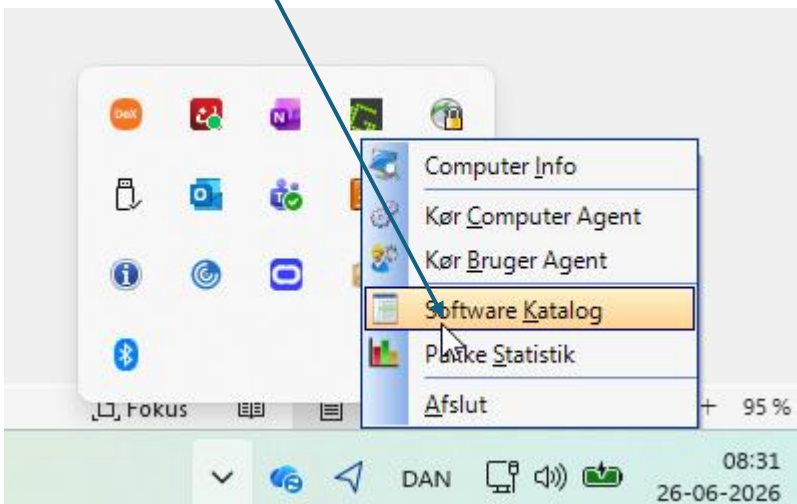 DeX
N
Computer Info
Kør Computer Agent
Kør Bruger Agent
Software Katalog
Pakke Statistik
Afslut
Fokus
+ 95 %
DAN
08:31
26-06-2026